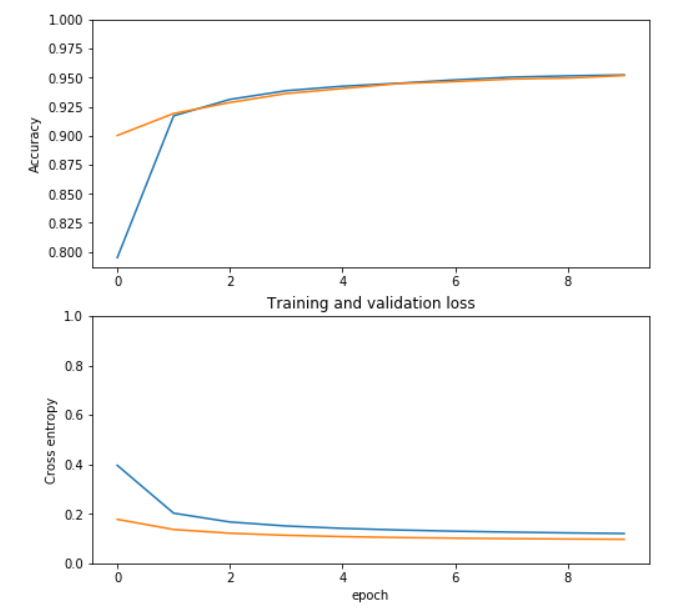 1.000
0.975
0.950
0.925
0.900
0.875
0.850
0.825
0.800
Accuracy
0 2 4 6 8
Training and validation loss
1.0
0.8
0.6
0.4
0.2
0.0
Cross entropy
0 2 4 6 8
epoch